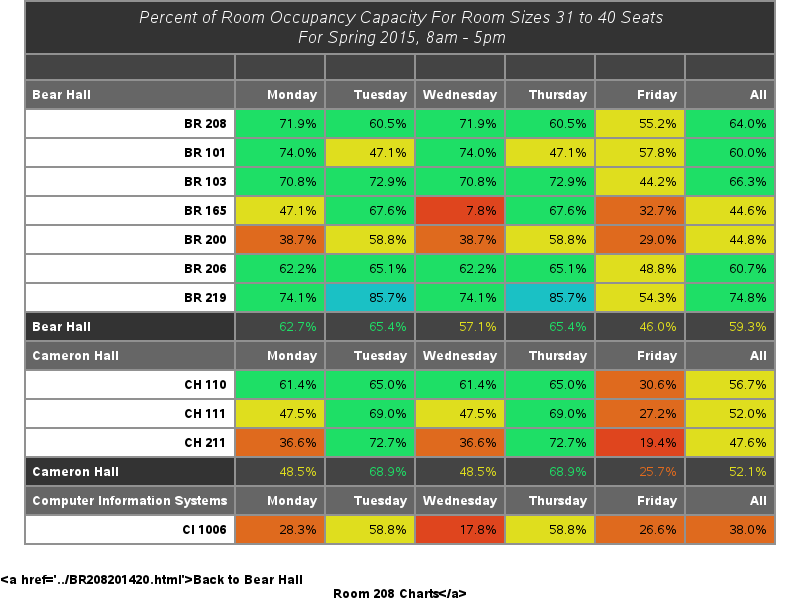 Percent of Room Occupancy Capacity For Room Sizes 31 to 40 Seats
For Spring 2015, 8am - 5pm
Bear Hall Monday Tuesday Wednesday Thursday Friday All
BR 208 71.9% 60.5% 71.9% 60.5% 55.2% 64.0%
BR 101 74.0% 47.1% 74.0% 47.1% 57.8% 60.0%
BR 103 70.8% 72.9% 70.8% 72.9% 44.2% 66.3%
BR 165 47.1% 67.6% 7.8% 67.6% 32.7% 44.6%
BR 200 38.7% 58.8% 38.7% 58.8% 29.0% 44.8%
BR 206 62.2% 65.1% 62.2% 65.1% 48.8% 60.7%
BR 219 74.1% 85.7% 74.1% 85.7% 54.3% 74.8%
Bear Hall 62.7% 65.4% 57.1% 65.4% 46.0% 59.3%
Cameron Hall Monday Tuesday Wednesday Thursday Friday All
CH 110 61.4% 65.0% 61.4% 65.0% 30.6% 56.7%
CH 111 47.5% 69.0% 47.5% 69.0% 27.2% 52.0%
CH 211 36.6% 72.7% 36.6% 72.7% 19.4% 47.6%
Cameron Hall 48.5% 68.9% 48.5% 68.9% 25.7% 52.1%
Computer Information Systems Monday Tuesday Wednesday Thursday Friday All
CI 1006 28.3% 58.8% 17.8% 58.8% 26.6% 38.0%
<a href='../BR208201420.html'>Back to Bear Hall
Room 208 Charts</a>